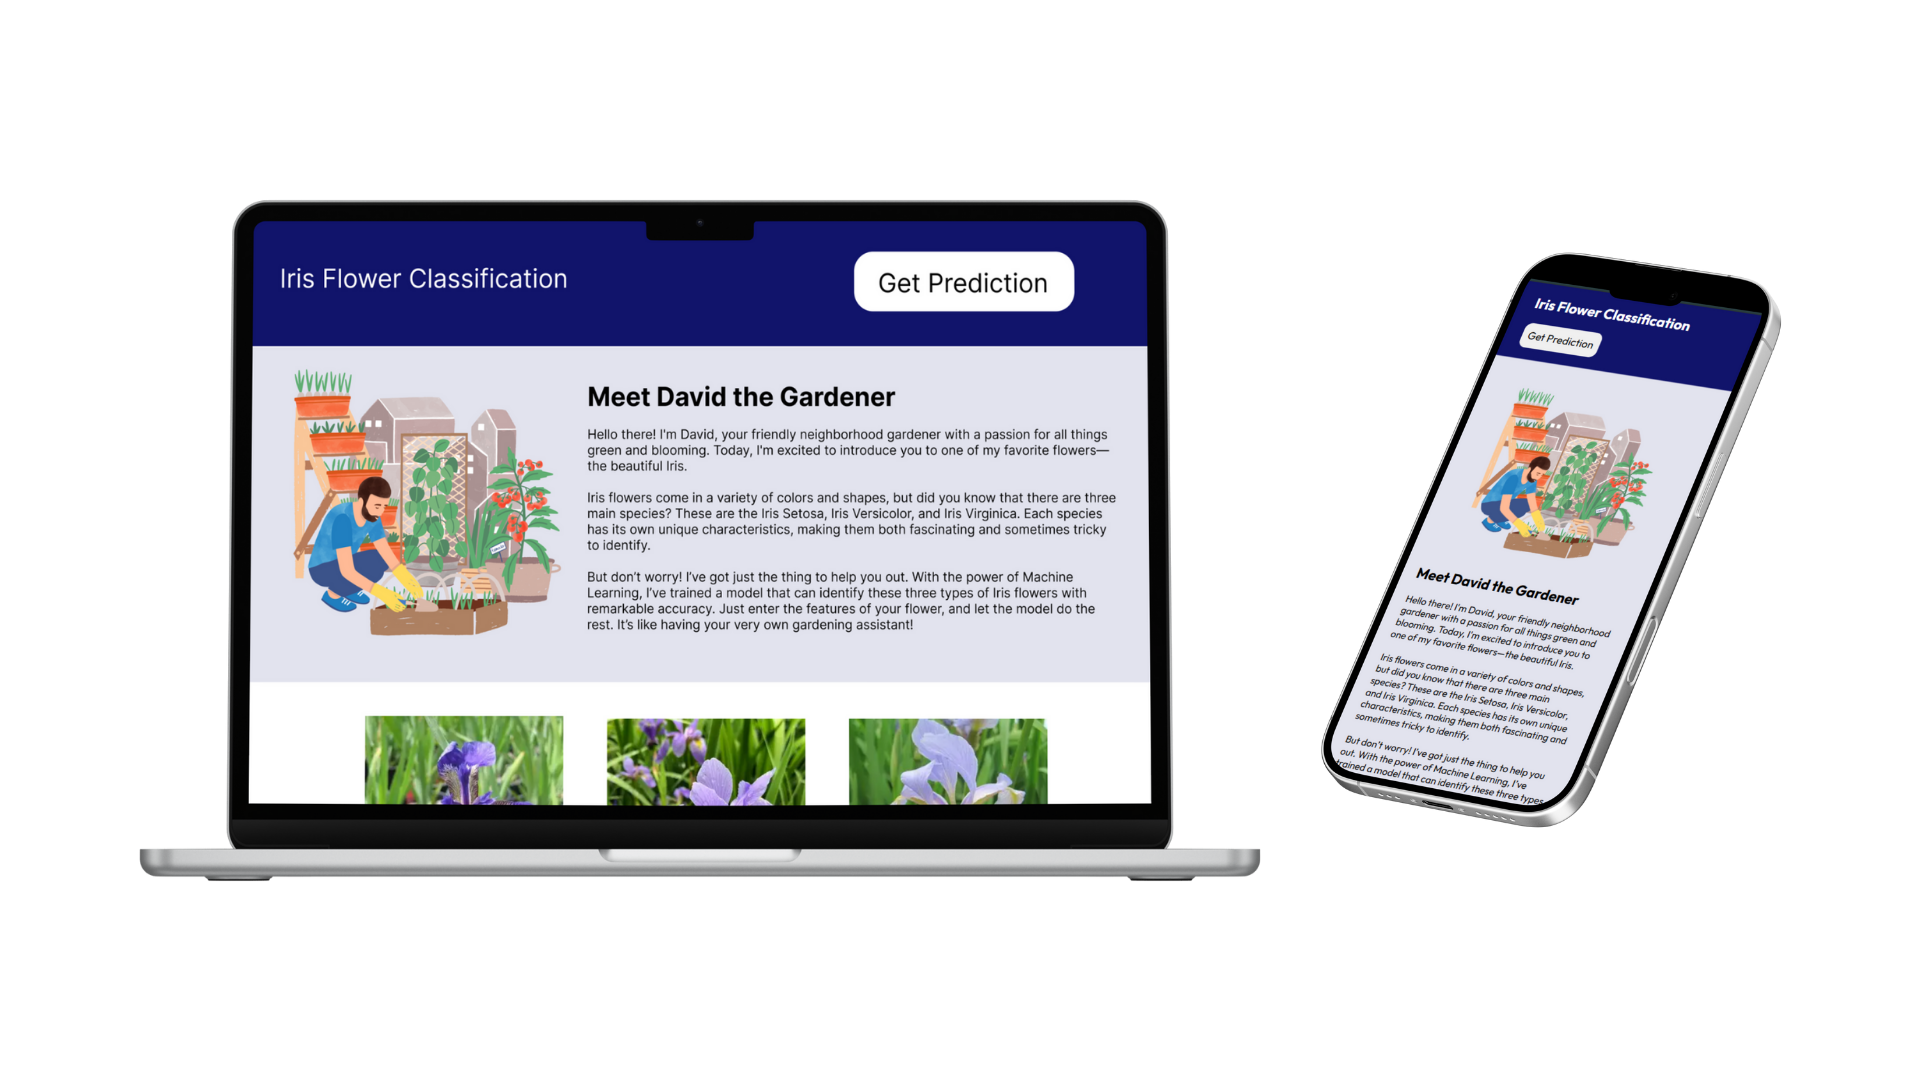 Iris Flower Classification
Get Prediction
Meet David the Gardener
Hello there! I'm David, your friendly neighborhood gardener with a passion for all things
green and blooming. Today, I'm excited to introduce you to one of my favorite flowers—
the beautiful Iris.
Iris flowers come in a variety of colors and shapes, but did you know that there are three
main species? These are the Iris Setosa, Iris Versicolor, and Iris Virginica. Each species
has its own unique characteristics, making them both fascinating and sometimes tricky
to identify.
But don't worry! I've got just the thing to help you out. With the power of Machine
Learning, I've trained a model that can identify these three types of Iris flowers with
remarkable accuracy. Just enter the features of your flower, and let the model do the
rest. It's like having your very own gardening assistant!
Iris Flower Classification
Get Prediction
Meet David the Gardener
Hello there! I'm David, your friendly neighborhood
gardener with a passion for all things green and
blooming. Today, I'm excited to introduce you to
one of my favorite flowers—the beautiful Iris.
Iris flowers come in a variety of colors and shapes,
but did you know that there are three main
species? These are the Iris Setosa, Iris Versicolor,
and Iris Virginica. Each species has its own unique
characteristics, making them both fascinating and
sometimes tricky to identify.
But don't worry! I've got just the thing to help you
out. With the power of Machine Learning, I've
trained a model that can identify these three types